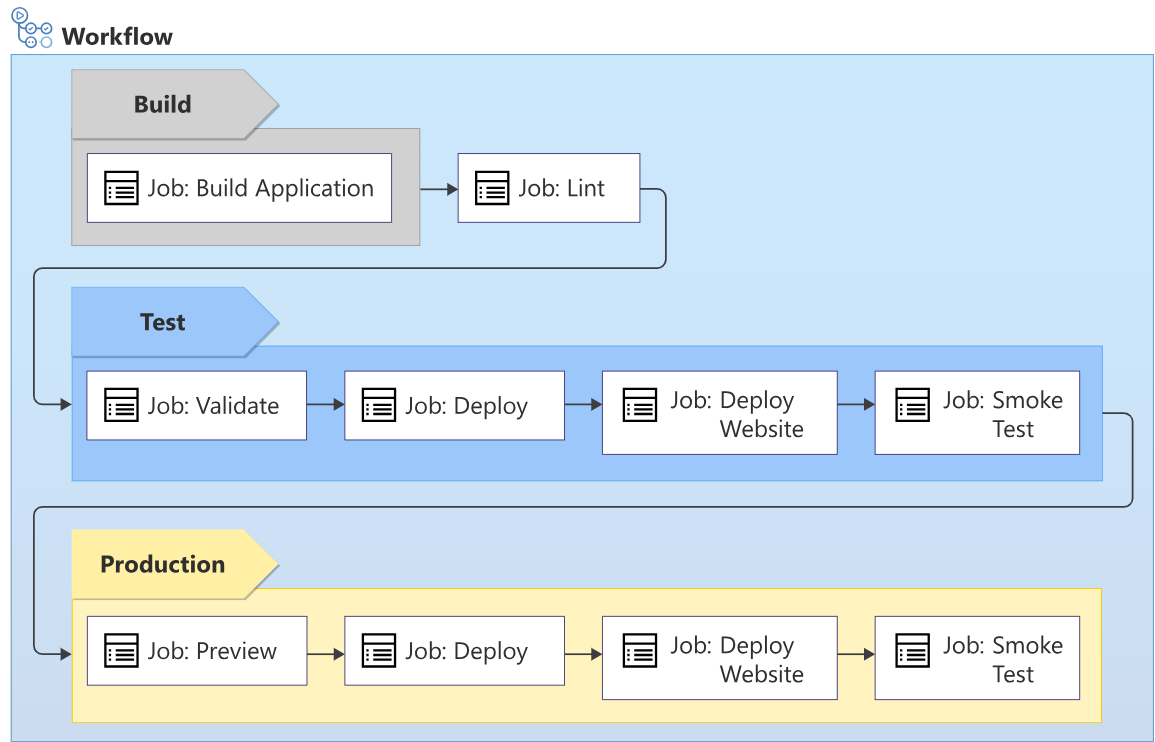 Workflow
Build
Job: Build Application
Job: Lint
Test
Job: Validate
Job: Deploy
Job: Deploy
Website
Job: Smoke
Test
Production
Job: Preview
Job: Deploy
Job: Deploy
Website
Job: Smoke
Test